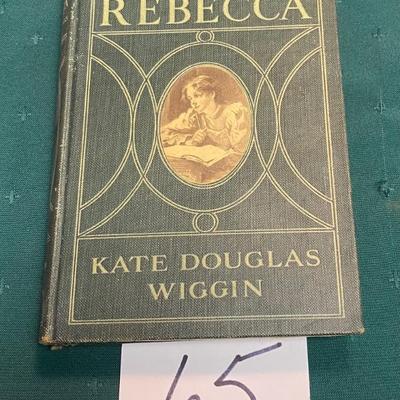 REBECCA
KATE DOUGLAS
WIGGIN
65